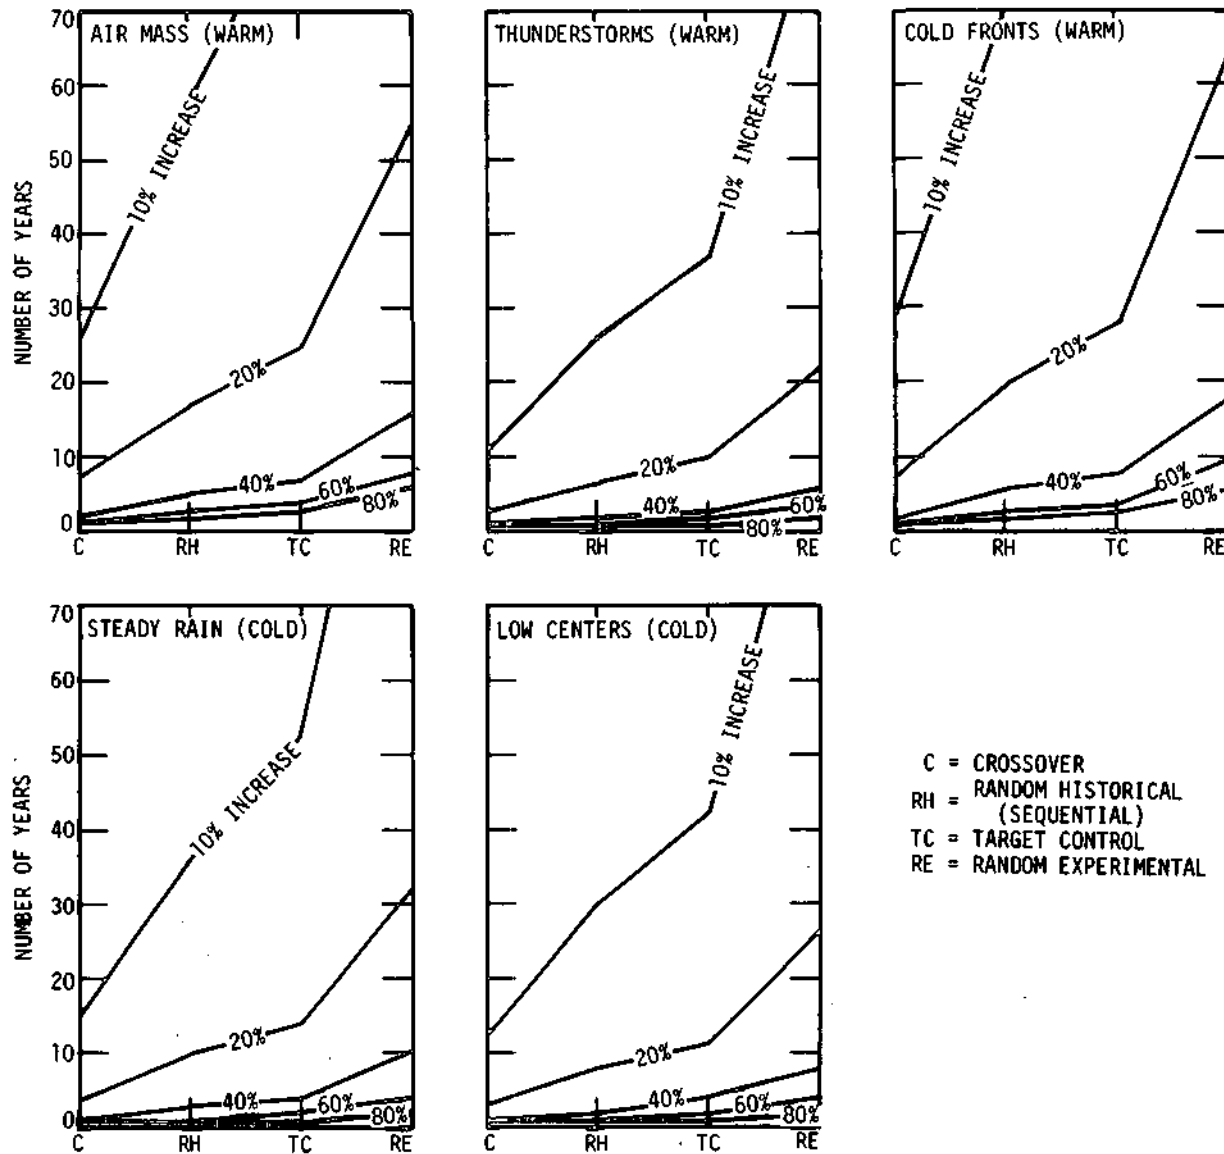 AIR MASS (WARM)
THUNDERSTORMS (WARM)
COLD FRONTS (WARM)
NUMBER OF YEARS
70
60
50
40
30
20
10
0
10% INCREASE
20%
40%
60%
80%
C RH TC RE
10% INCREASE
20%
40%
60%
80%
C RH TC RE
10% INCREASE
20%
40%
60%
80%
C RH TC RE
STEADY RAIN (COLD)
LOW CENTERS (COLD)
NUMBER OF YEARS
70
60
50
40
30
20
10
0
10% INCREASE
20%
40%
60%
80%
C RH TC RE
10% INCREASE
20%
40%
60%
80%
C RH TC RE
C = CROSSOVER
RH = RANDOM HISTORICAL
(SEQUENTIAL)
TC = TARGET CONTROL
RE = RANDOM EXPERIMENTAL